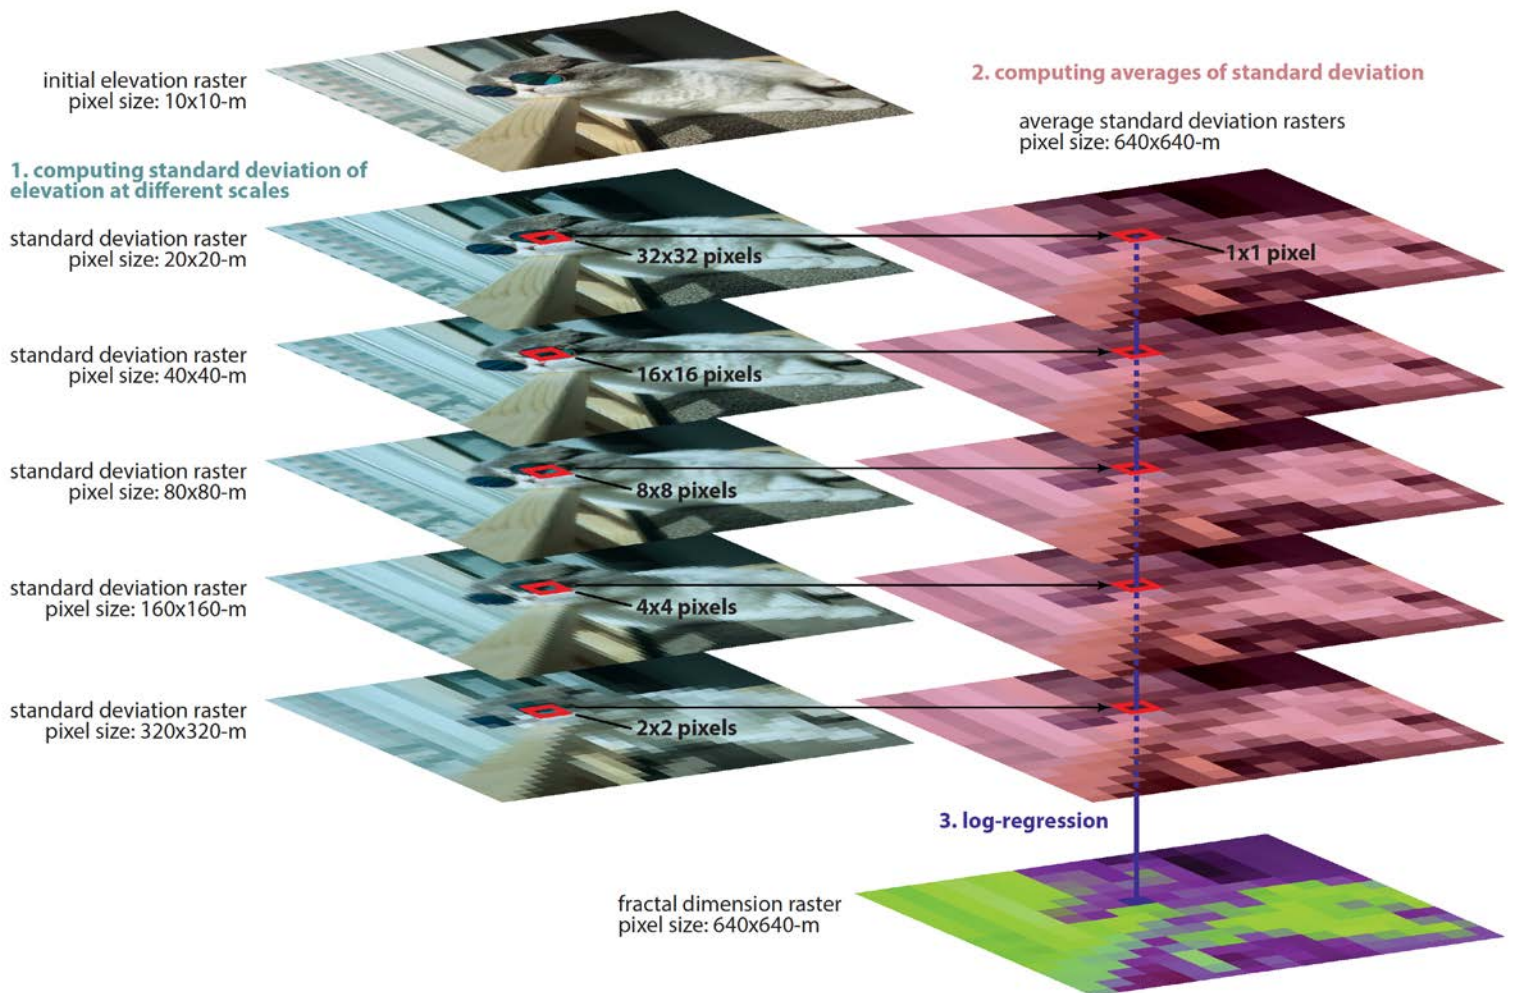 initial elevation raster
pixel size: 10x10-m
2. computing averages of standard deviation
average standard deviation rasters
pixel size: 640x640-m
1. computing standard deviation of
elevation at different scales
standard deviation raster
pixel size: 20x20-m
32x32 pixels
1x1 pixel
standard deviation raster
pixel size: 40x40-m
16x16 pixels
standard deviation raster
pixel size: 80x80-m
8x8 pixels
standard deviation raster
pixel size: 160x160-m
4x4 pixels
standard deviation raster
pixel size: 320x320-m
2x2 pixels
3. log-regression
fractal dimension raster
pixel size: 640x640-m